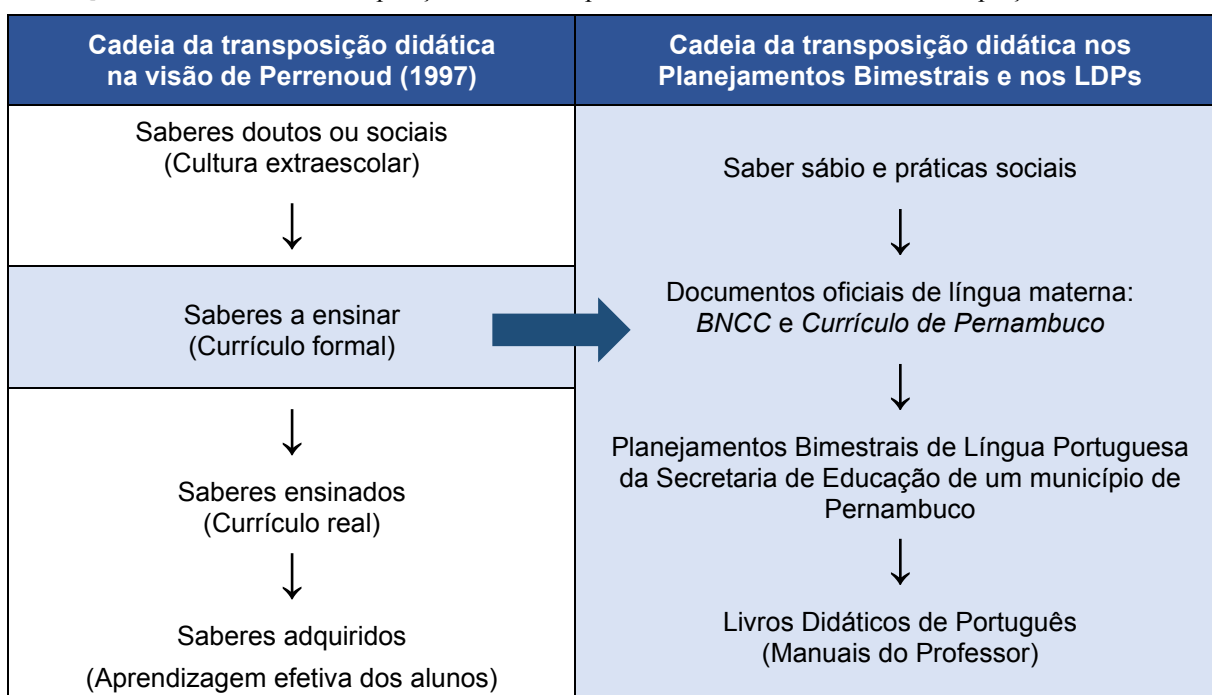 Cadeia da transposição didática
na visão de Perrenoud (1997)
Cadeia da transposição didática nos
Planejamentos Bimestrais e nos LDPs
Saberes doutos ou sociais
(Cultura extraescolar)
Saberes a ensinar
(Currículo formal)
Saberes ensinados
(Currículo real)
Saberes adquiridos
(Aprendizagem efetiva dos alunos)
Saber sábio e práticas sociais
Documentos oficiais de língua materna:
BNCC e Currículo de Pernambuco
Planejamentos Bimestrais de Língua Portuguesa
da Secretaria de Educação de um município de
Pernambuco
Livros Didáticos de Português
(Manuais do Professor)